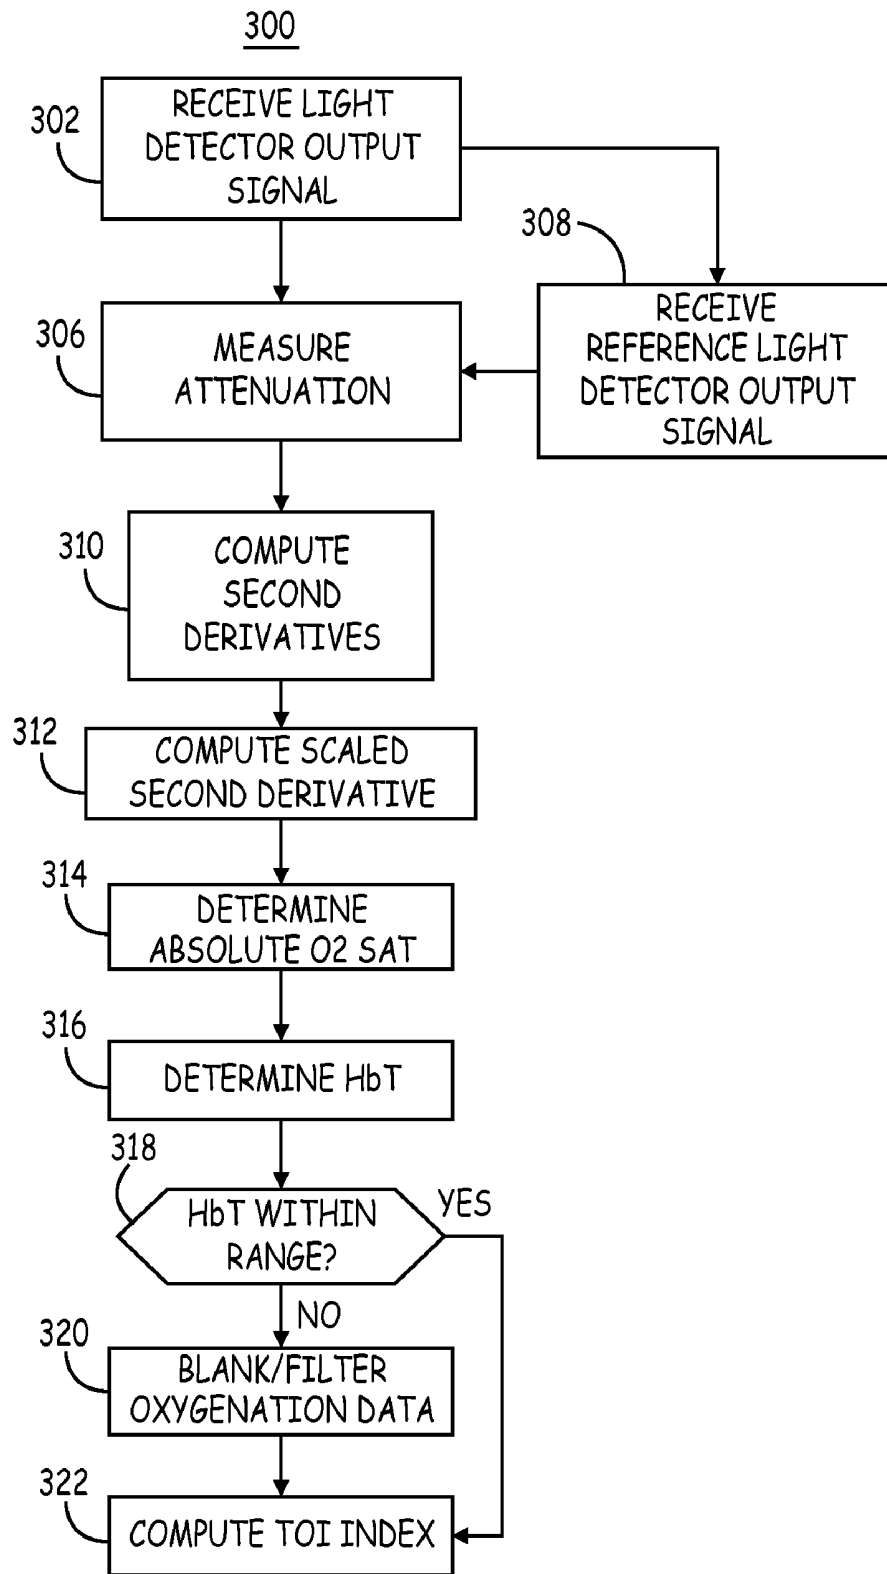 300
302
RECEIVE LIGHT
DETECTOR OUTPUT
SIGNAL
308
RECEIVE
REFERENCE LIGHT
DETECTOR OUTPUT
SIGNAL
306
MEASURE
ATTENUATION
310
COMPUTE
SECOND
DERIVATIVES
312
COMPUTE SCALED
SECOND DERIVATIVE
314
DETERMINE
ABSOLUTE O2 SAT
316
DETERMINE HbT
318
HbT WITHIN
RANGE?
YES
NO
320
BLANK/FILTER
OXYGENATION DATA
322
COMPUTE TOI INDEX